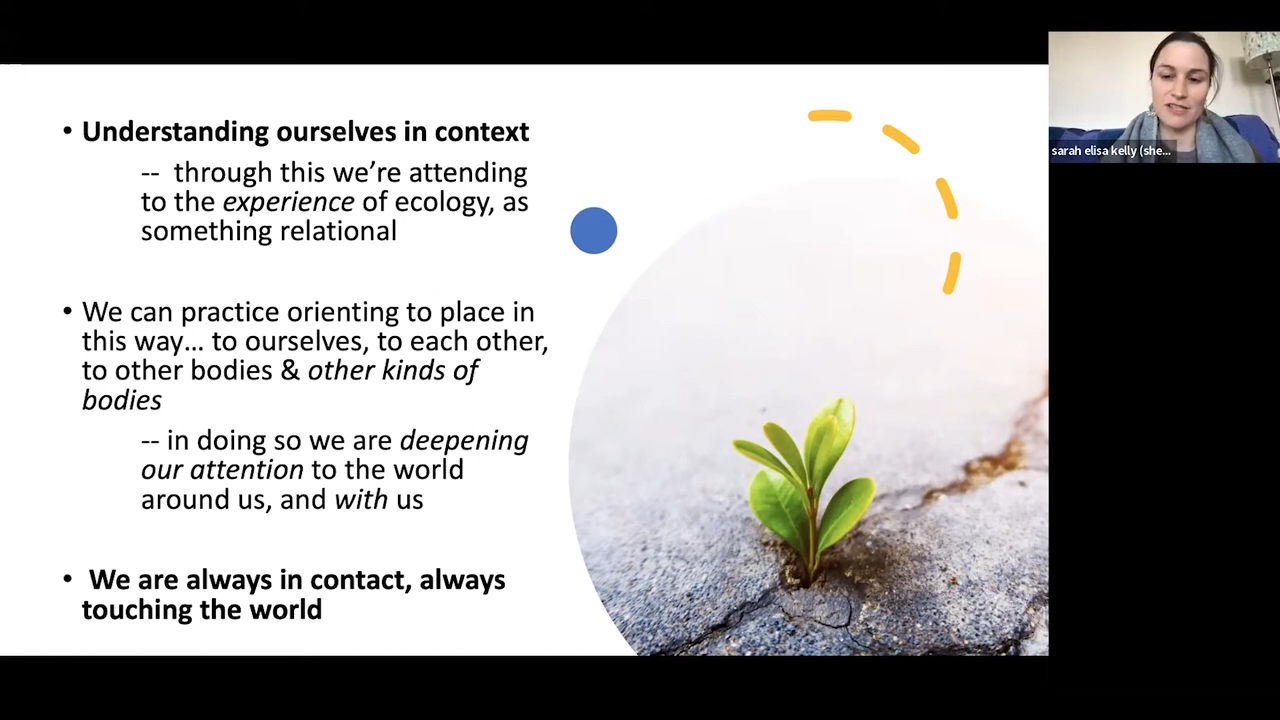 • Understanding ourselves in context
-- through this we’re attending
to the experience of ecology, as
something relational
• We can practice orienting to place in
this way... to ourselves, to each other,
to other bodies & other kinds of
bodies
-- in doing so we are deepening
our attention to the world
around us, and with us
• We are always in contact, always
touching the world
sarah elisa kelly (she...